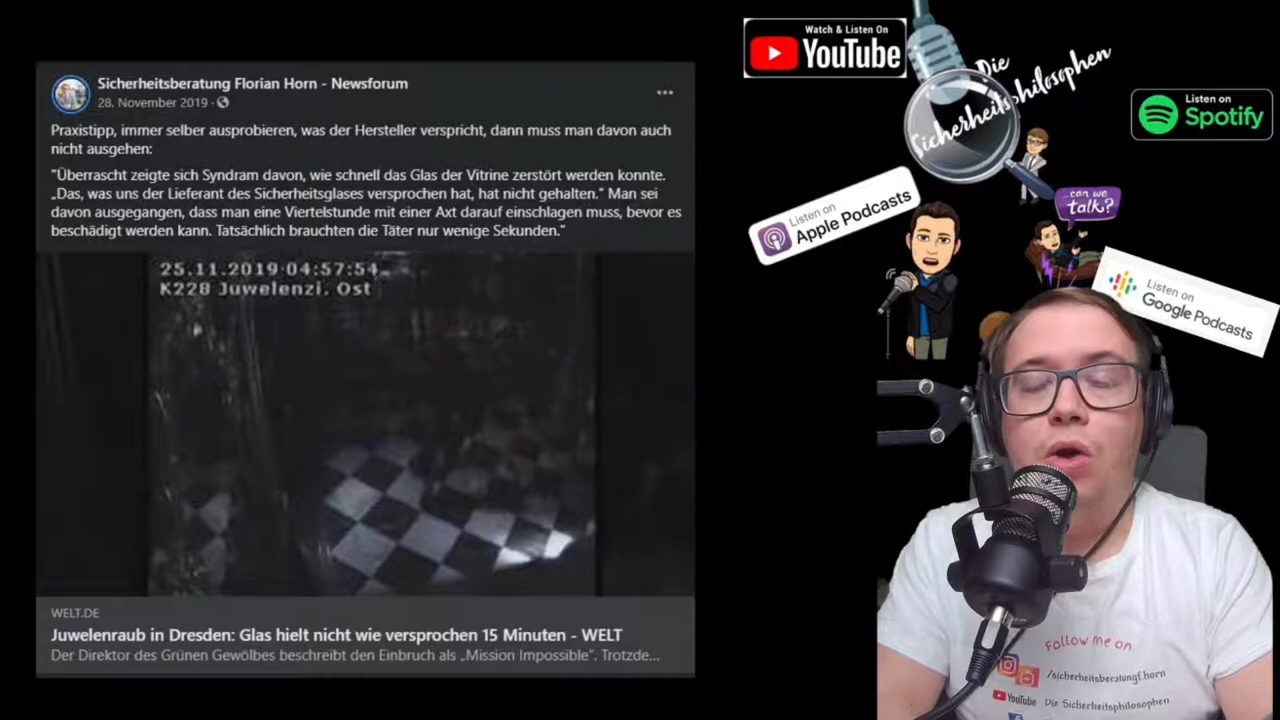 Sicherheitsberatung Florian Horn - Newsforum
28. November 2019 ·
Praxistipp, immer selber ausprobieren, was der Hersteller verspricht, dann muss man davon auch
nicht ausgehen:
"Überrascht zeigte sich Syndram davon, wie schnell das Glas der Vitrine zerstört werden konnte.
„Das, was uns der Lieferant des Sicherheitsglases versprochen hat, hat nicht gehalten.“ Man sei
davon ausgegangen, dass man eine Viertelstunde mit einer Axt darauf einschlagen muss, bevor es
beschädigt werden kann. Tatsächlich brauchten die Täter nur wenige Sekunden."
25.11.2019 04:57:54
K228 Juwelenzi. Ost
WELT.DE
Juwelenraub in Dresden: Glas hielt nicht wie versprochen 15 Minuten - WELT
Der Direktor des Grünen Gewölbes beschreibt den Einbruch als „Mission Impossible“. Trotzde...
Watch & Listen On
YouTube
Die
Sicherheitsphilosophen
Listen on
Spotify
Listen on
Apple Podcasts
...can we
talk?
Listen on
Google Podcasts
Follow me on
/sicherheitsberatungf.horn
YouTube Die Sicherheitsphilosophen